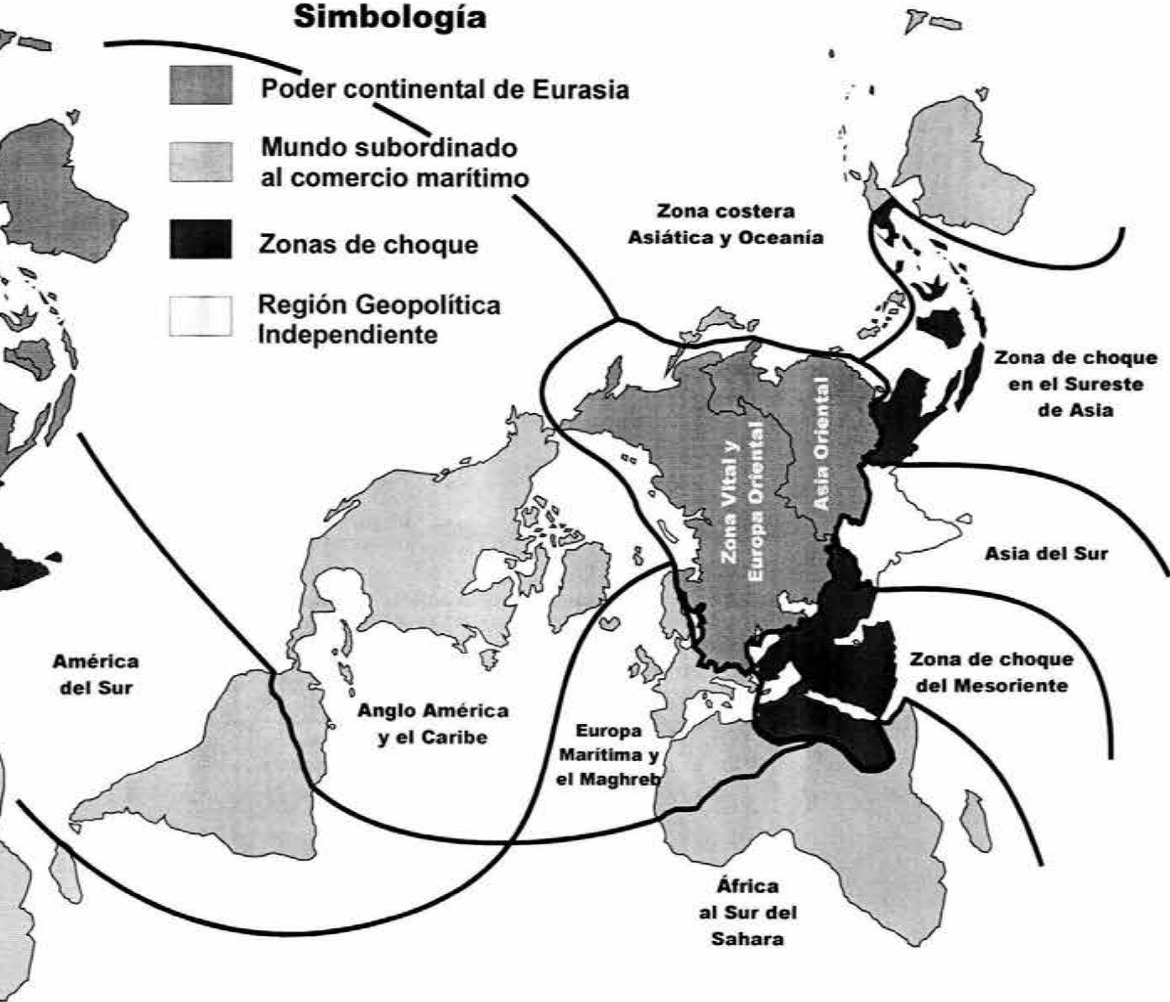 Simbología
Poder continental de Eurasia
Mundo subordinado
al comercio marítimo
Zonas de choque
Región Geopolítica
Independiente
Zona costera
Asiática y Oceanía
Zona de choque
en el Sureste
de Asia
Zona Vital y
Europa Oriental
Asia Oriental
Asia del Sur
Zona de choque
del Mesoriente
América
del Sur
Anglo América
y el Caribe
Europa
Marítima y
el Maghreb
África
al Sur del
Sahara